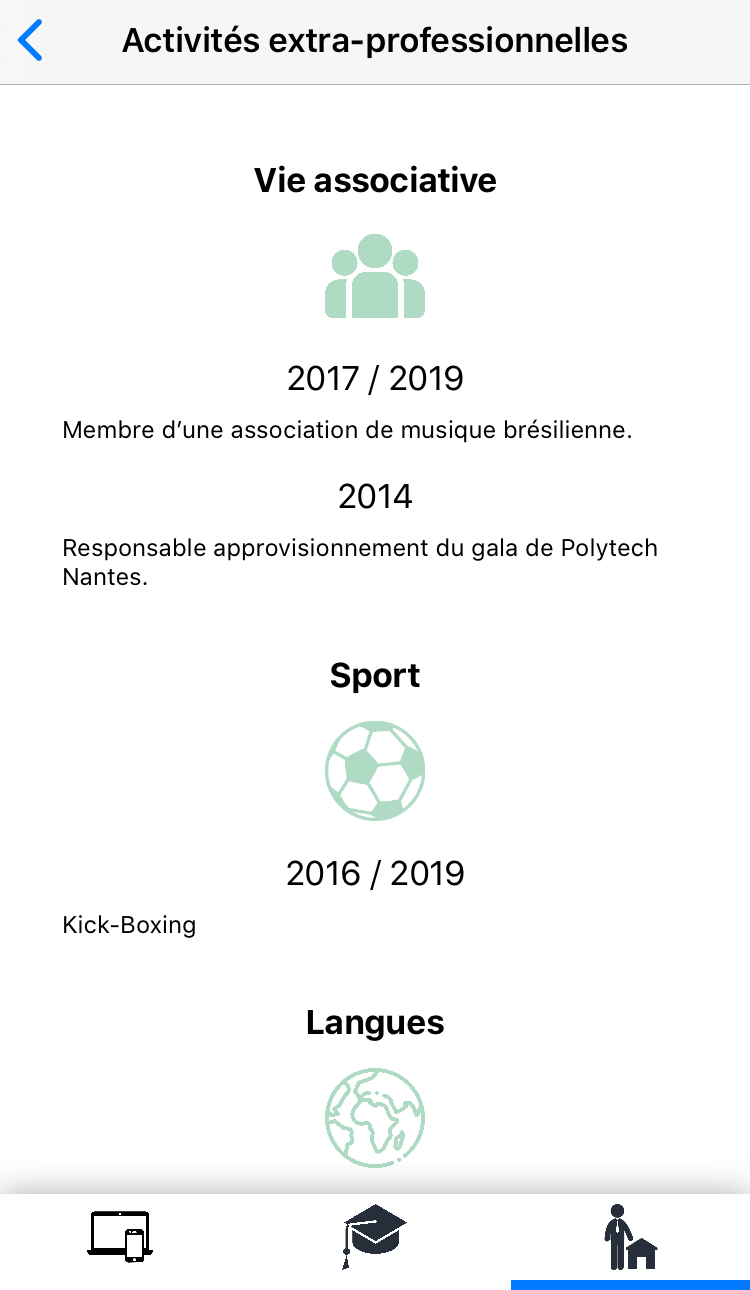 Activités extra-professionnelles
Vie associative
2017 / 2019
Membre d’une association de musique brésilienne.
2014
Responsable approvisionnement du gala de Polytech
Nantes.
Sport
2016 / 2019
Kick-Boxing
Langues